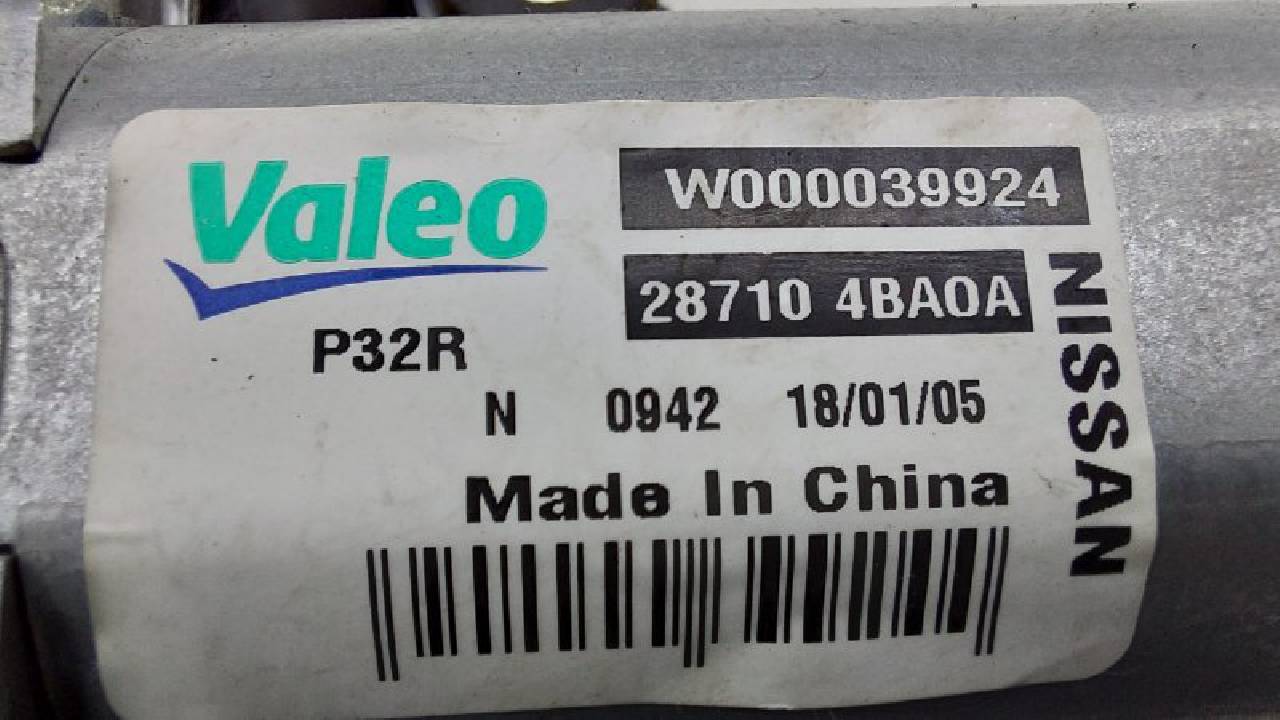 Valeo
W000039924
28710 4BA0A
NISSAN
P32R
N 0942 18/01/05
Made In China